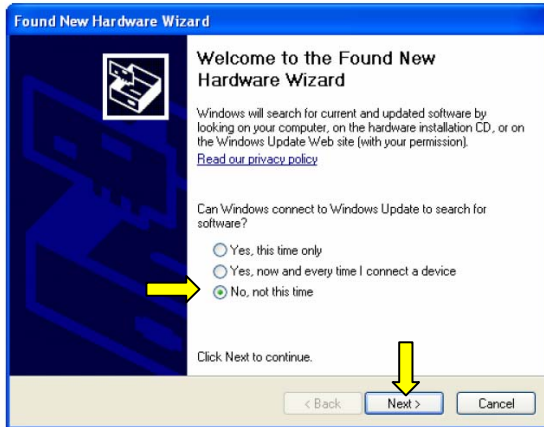 Found New Hardware Wizard
Welcome to the Found New
Hardware Wizard
Windows will search for current and updated software by
looking on your computer, on the hardware installation CD, or on
the Windows Update Web site (with your permission).
Read our privacy policy
Can Windows connect to Windows Update to search for
software?
Yes, this time only
Yes, now and every time I connect a device
No, not this time
Click Next to continue.
< Back Next > Cancel